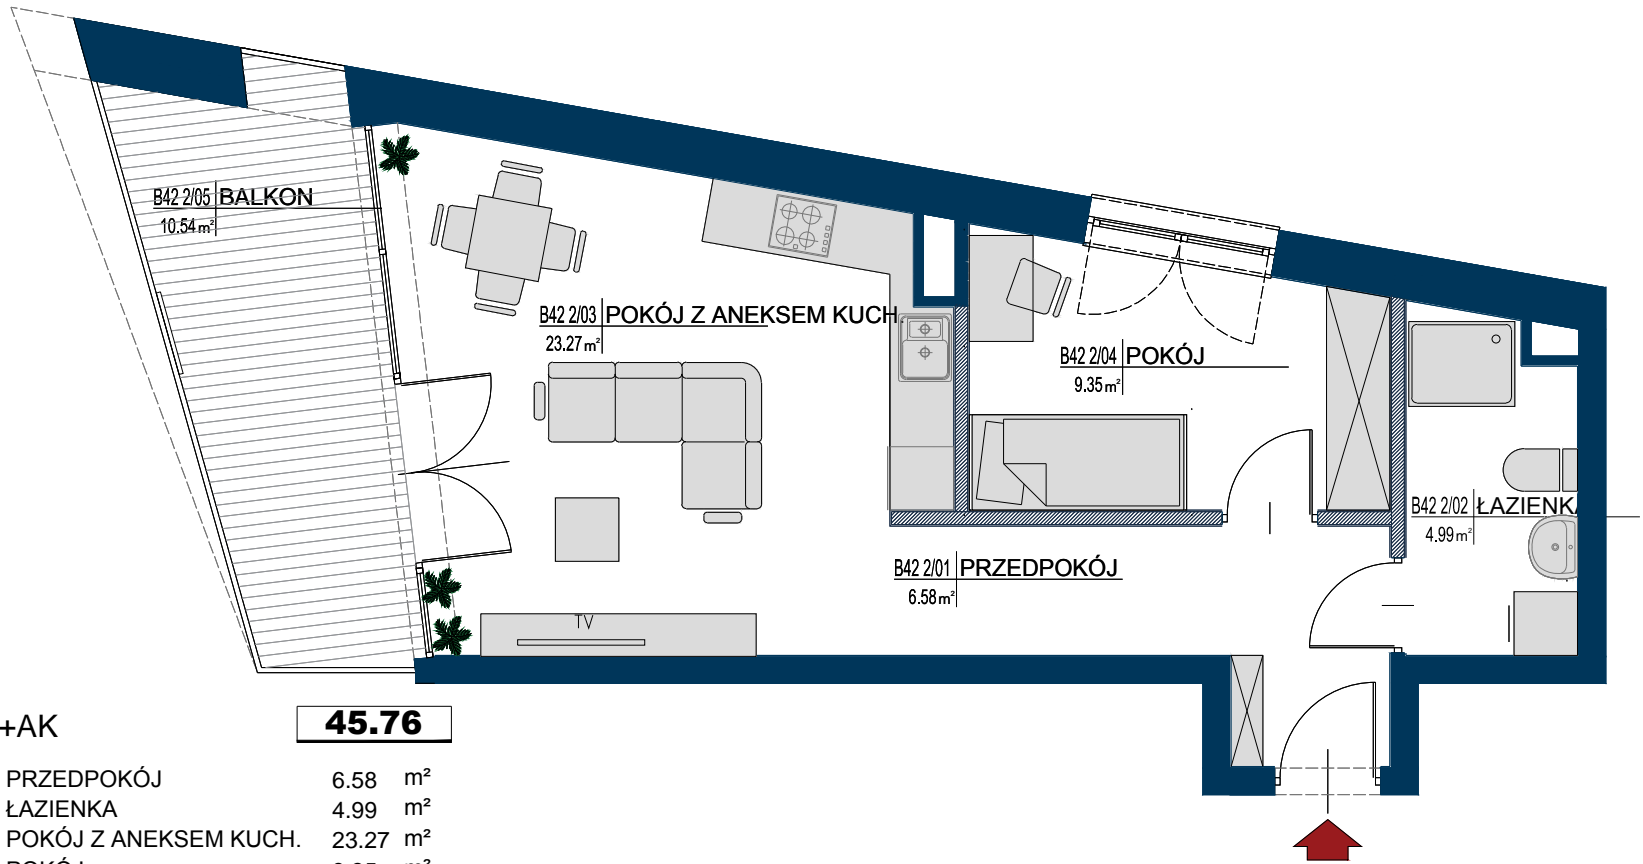 B42 2/05 BALKON
10.54 m²
B42 2/03 POKÓJ Z ANEKSEM KUCH.
23.27 m²
B42 2/04 POKÓJ
9.35 m²
B42 2/02 ŁAZIENKA
4.99 m²
B42 2/01 PRZEDPOKÓJ
6.58 m²
TV
+AK 45.76
PRZEDPOKÓJ 6.58 m²
ŁAZIENKA 4.99 m²
POKÓJ Z ANEKSEM KUCH. 23.27 m²